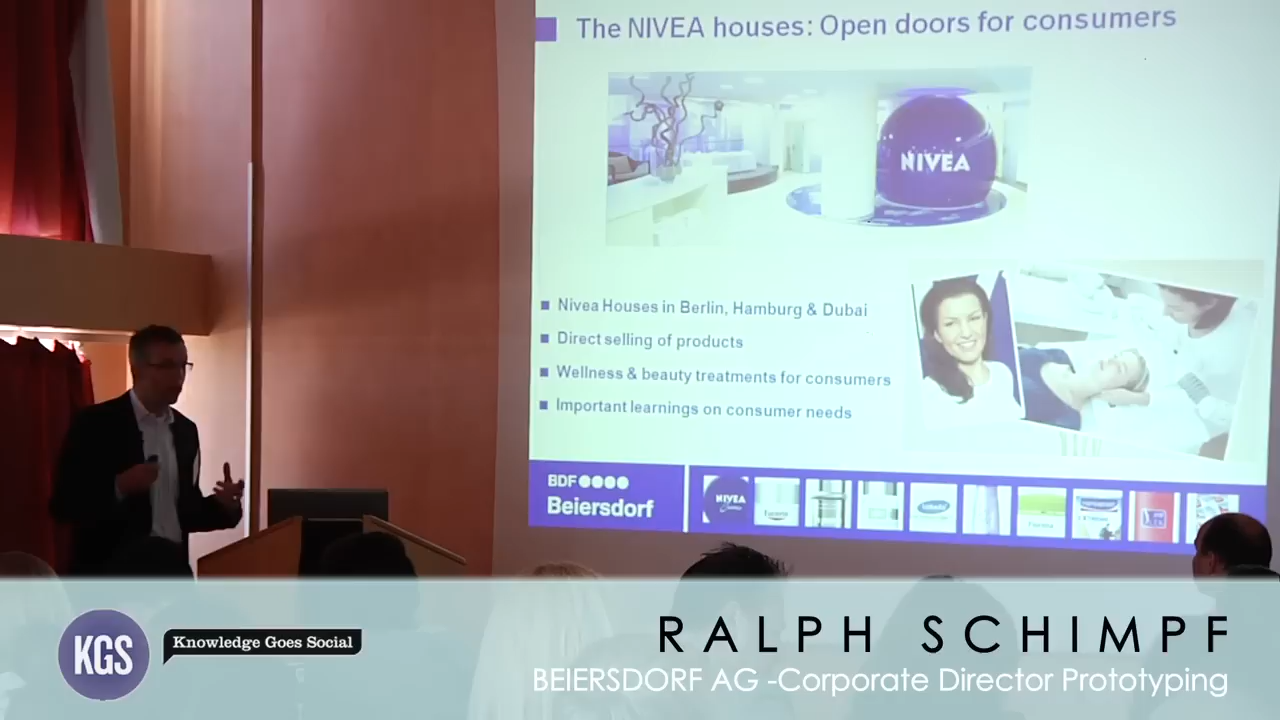 The NIVEA houses: Open doors for consumers
NIVEA
Nivea Houses in Berlin, Hamburg & Dubai
Direct selling of products
Wellness & beauty treatments for consumers
Important learnings on consumer needs
BDF
Beiersdorf
NIVEA
Eucerin
KGS
Knowledge Goes Social
RALPH SCHIMPF
BEIERSDORF AG -Corporate Director Prototyping